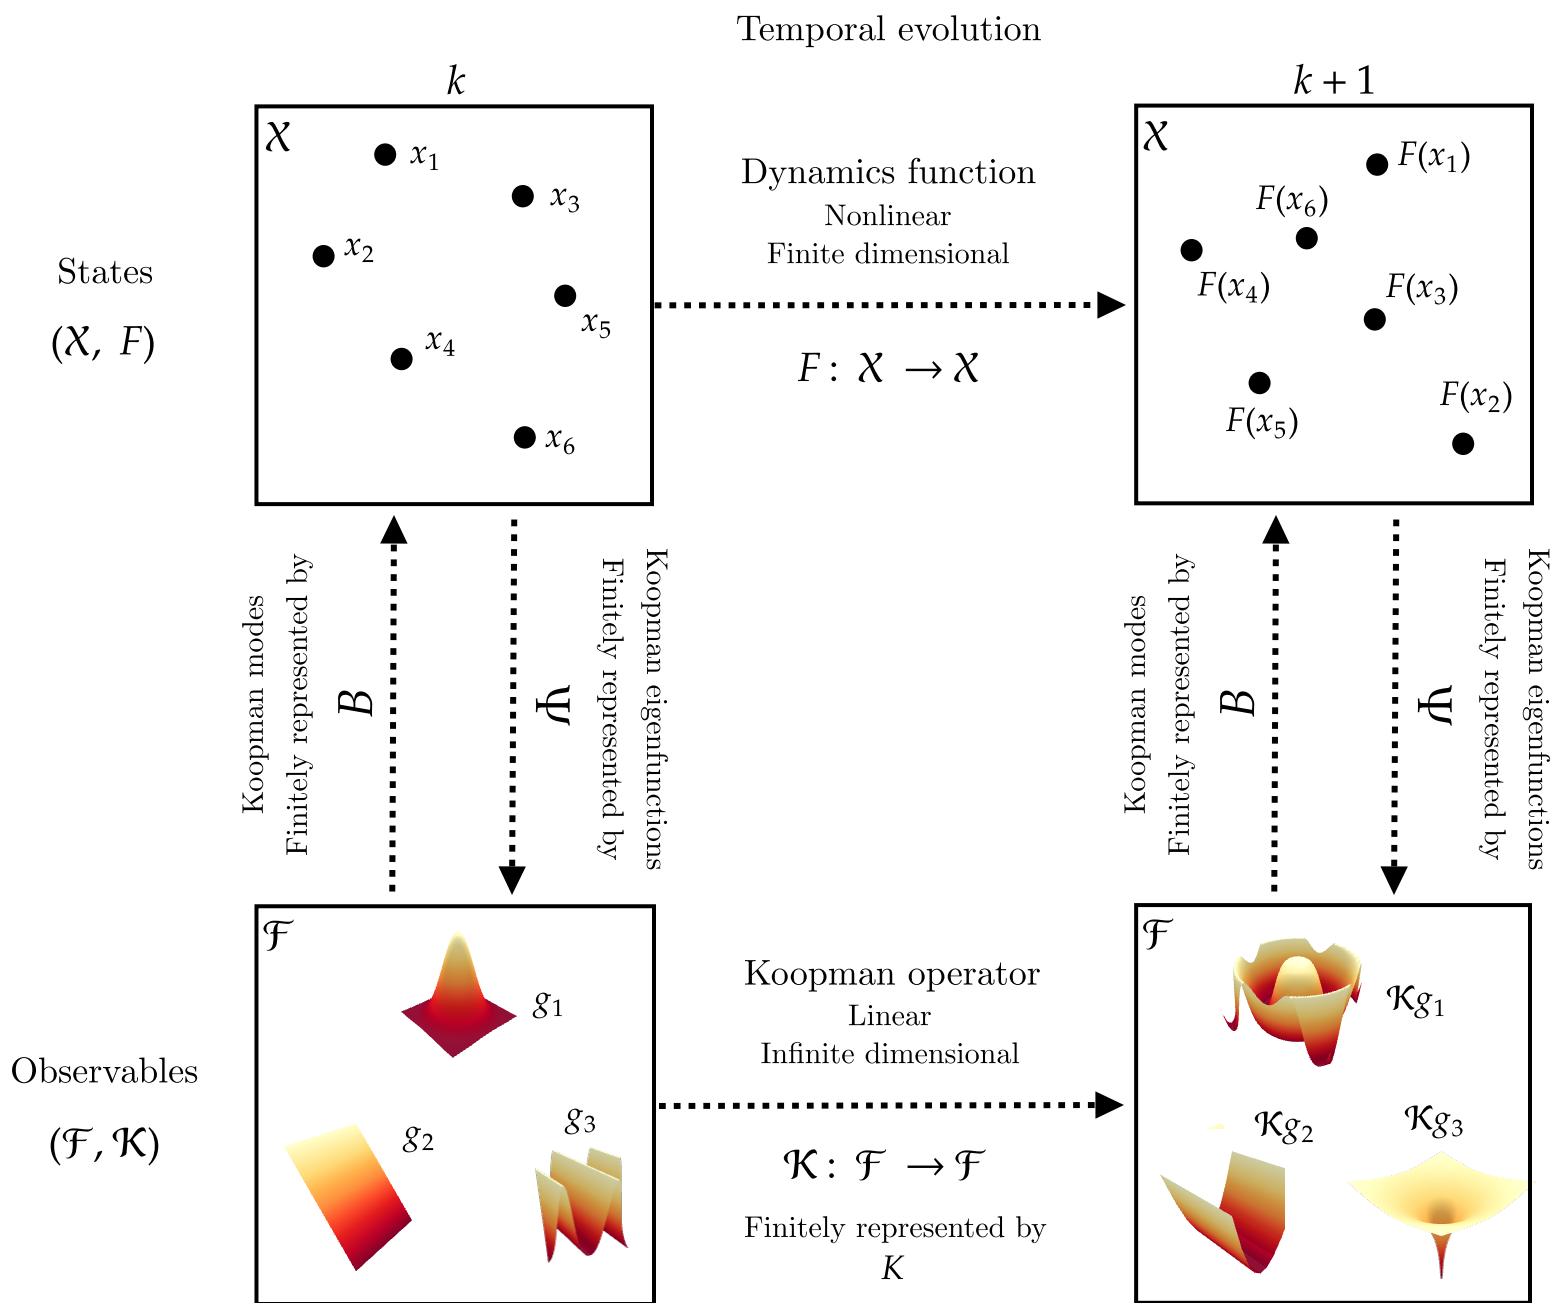 Temporal evolution
k
k + 1
𝒳
x₁
x₂
x₃
x₄
x₅
x₆
Dynamics function
Nonlinear
Finite dimensional
F : 𝒳 → 𝒳
𝒳
F(x₁)
F(x₆)
F(x₄)
F(x₃)
F(x₂)
F(x₅)
States
(𝒳, F)
Koopman modes
Finitely represented by
B
Ψ
Finitely represented by
Koopman eigenfunctions
Koopman modes
Finitely represented by
B
Ψ
Finitely represented by
Koopman eigenfunctions
Observables
(ℱ, 𝒦)
ℱ
g₁
g₂
g₃
Koopman operator
Linear
Infinite dimensional
𝒦 : ℱ → ℱ
Finitely represented by
K
ℱ
𝒦g₁
𝒦g₂
𝒦g₃